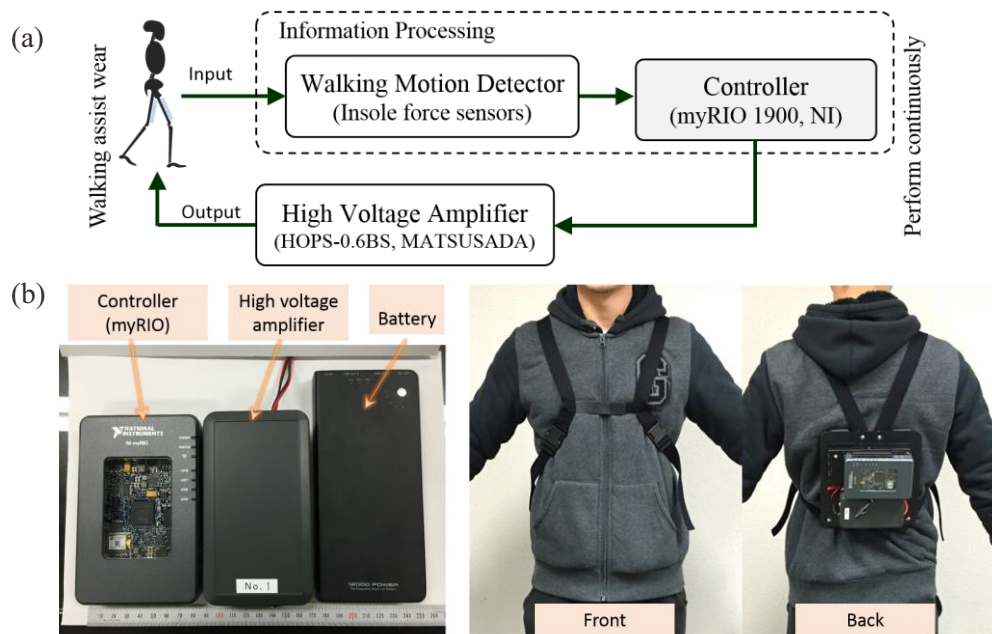 (a)
Walking assist wear
Input
Information Processing
Walking Motion Detector
(Insole force sensors)
Controller
(myRIO 1900, NI)
Perform continuously
Output
High Voltage Amplifier
(HOPS-0.6BS, MATSUSADA)
(b)
Controller
(myRIO)
High voltage
amplifier
Battery
NATIONAL
INSTRUMENTS
NI myRIO
No. 1
12000 POWER
Front
Back